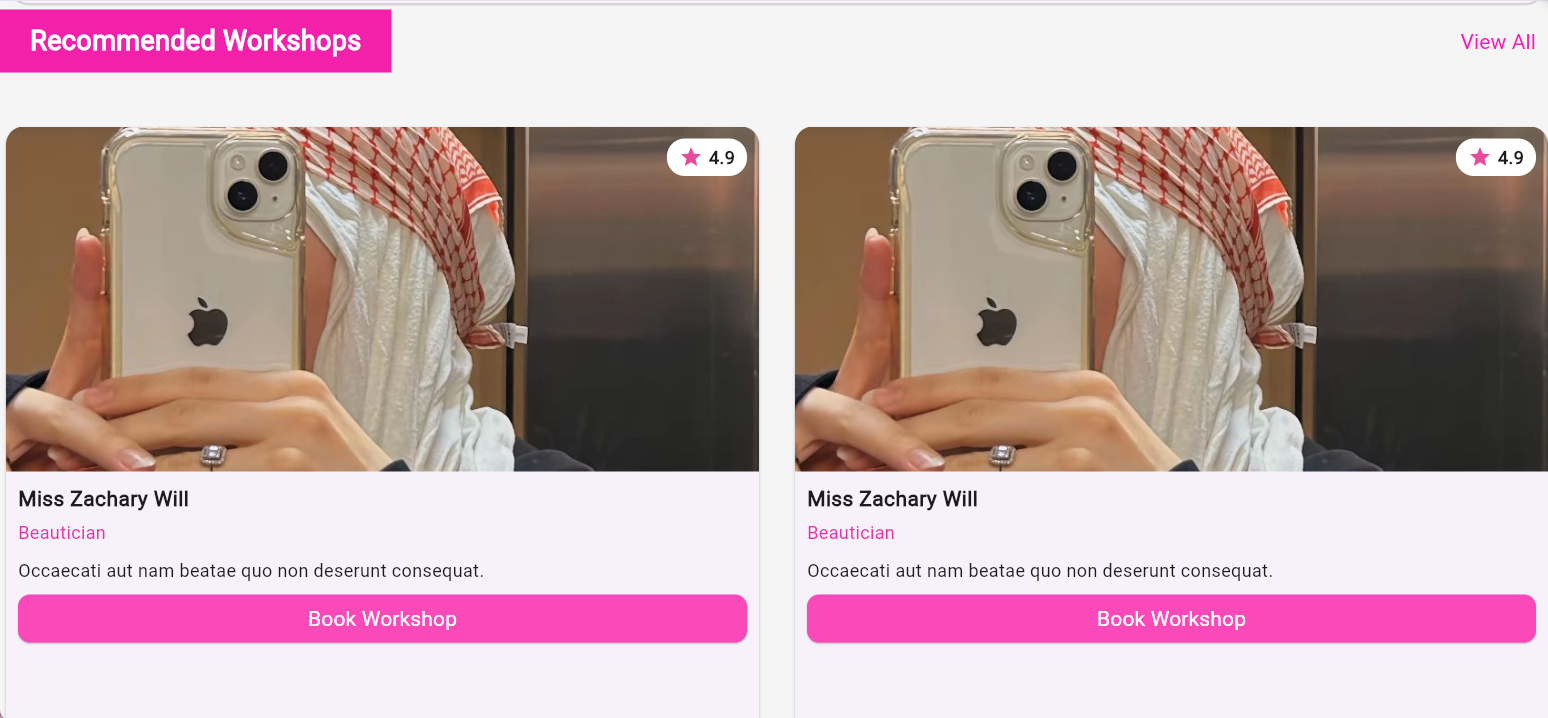 Recommended Workshops
View All
4.9
4.9
Miss Zachary Will
Beautician
Occaecati aut nam beatae quo non deserunt consequat.
Book Workshop
Miss Zachary Will
Beautician
Occaecati aut nam beatae quo non deserunt consequat.
Book Workshop